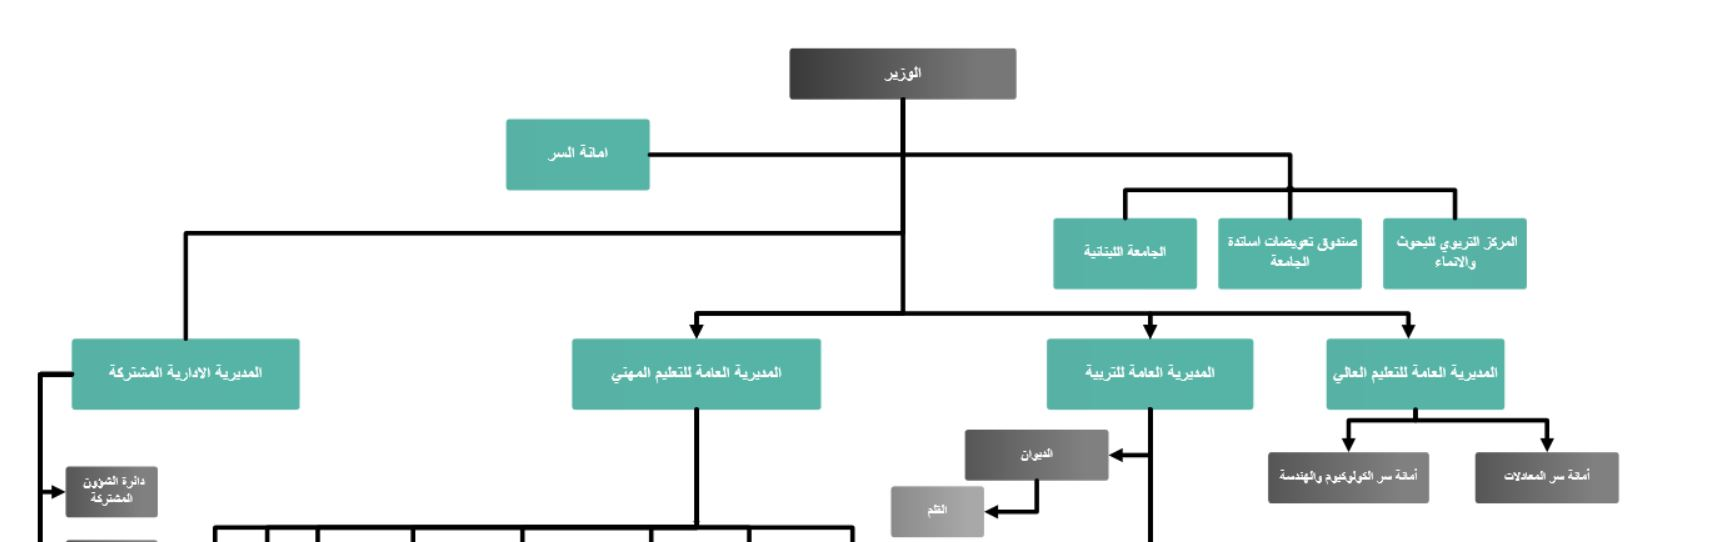 الوزير
امانة السر
المركز التربوي للبحوث
والانماء
صندوق تعويضات اساتذة
الجامعة
الجامعة اللبنانية
المديرية العامة للتعليم العالي
المديرية العامة للتربية
المديرية العامة للتعليم المهني
المديرية الادارية المشتركة
أمانة سر المعادلات
أمانة سر الكولوكيوم والهندسة
الديوان
القلم
دائرة الشؤون
المشتركة